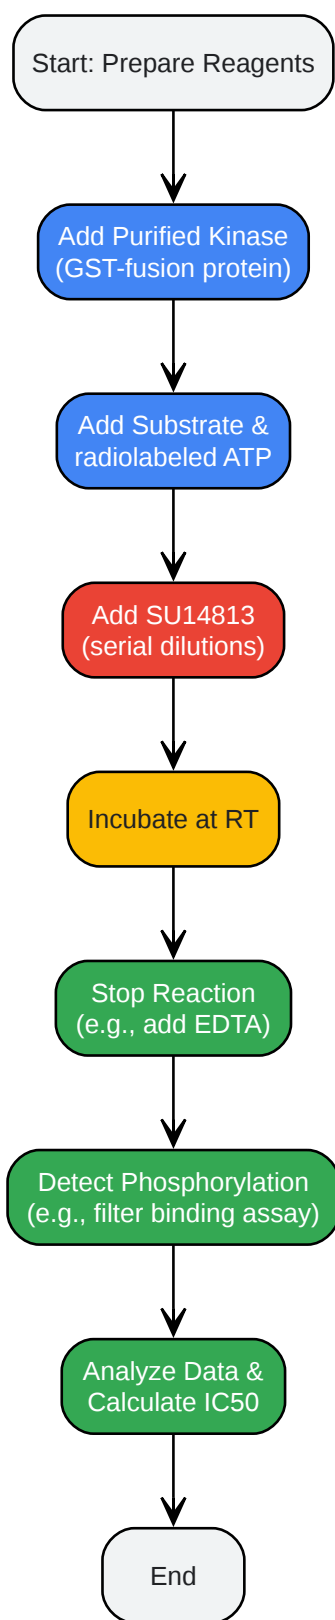 Start: Prepare Reagents
Add Purified Kinase
(GST-fusion protein)
Add Substrate &
radiolabeled ATP
Add SU14813
(serial dilutions)
Incubate at RT
Stop Reaction
(e.g., add EDTA)
Detect Phosphorylation
(e.g., filter binding assay)
Analyze Data &
Calculate IC50
End